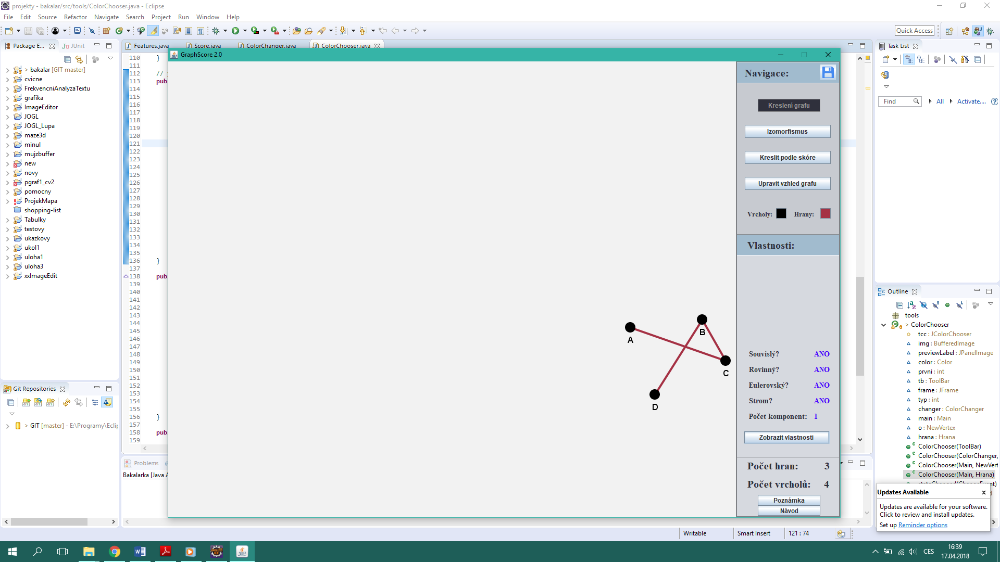 projekty - bakalar/src/tools/ColorChooser.java - Eclipse
File Edit Source Refactor Navigate Search Project Run Window Help
Quick Access
Package E... JUnit
> bakalar [GIT master]
cvicne
FrekvencniAnalyzaTextu
grafika
ImageEditor
JOGL
JOGL_Lupa
maze3d
minul
mujzbuffer
new
novy
pgraf1_cv2
pomocny
ProjekMapa
shopping-list
Tabulky
testovy
ukazkovy
ukol1
uloha1
uloha3
xxImageEdit
Git Repositories
> GIT [master] - E:\Programy\Eclip
Features.java Score.java ColorChanger.java ColorChooser.java
110 }
111
112 //
113 pub
114
115
116
117
118
119
120
121
122
123
124
125
126
127
128
129
130
131
132
133
134
135
136 }
137
138 pub
139
140
141
142
143
144
145
146
147
148
149
150
151
152
153
154
155
156 }
157
158 pub
159
Problems
Bakalarka [Java A
GraphScore 2.0
A
B
C
D
Navigace:
Kreslení grafu
Izomorfismus
Kreslit podle skóre
Upravit vzhled grafu
Vrcholy: Hrany:
Vlastnosti:
Souvislý? ANO
Rovinný? ANO
Eulerovský? ANO
Strom? ANO
Počet komponent: 1
Zobrazit vlastnosti
Počet hran: 3
Počet vrcholů: 4
Poznámka
Návod
Task List
Find All Activate...
Outline
tools
> ColorChooser
tcc : JColorChooser
img : BufferedImage
previewLabel : JPanelImage
color : Color
prvni : int
tb : ToolBar
frame : JFrame
typ : int
changer : ColorChanger
main : Main
o : NewVertex
hrana : Hrana
ColorChooser(ToolBar)
ColorChooser(ColorChanger,
ColorChooser(Main, NewVert
ColorChooser(Main, Hrana)
Updates Available
Updates are available for your software.
Click to review and install updates.
Set up Reminder options
Writable Smart Insert 121 : 74
CES
16:39
17.04.2018